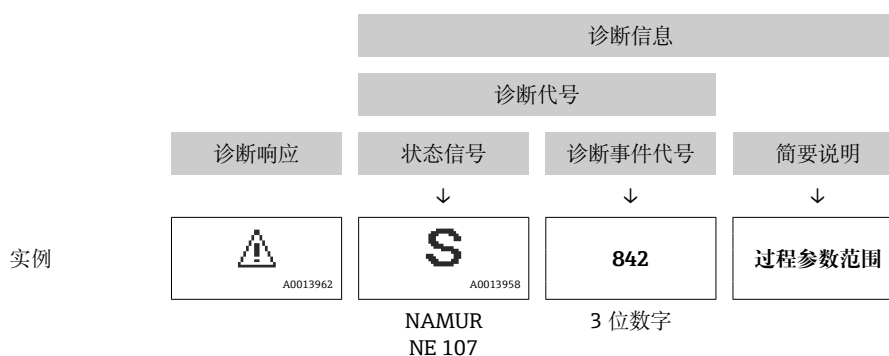 诊断信息
诊断代号
诊断响应 状态信号 诊断事件代号 简要说明
↓ ↓ ↓
实例 S 842 过程参数范围
A0013962 A0013958
NAMUR 3 位数字
NE 107